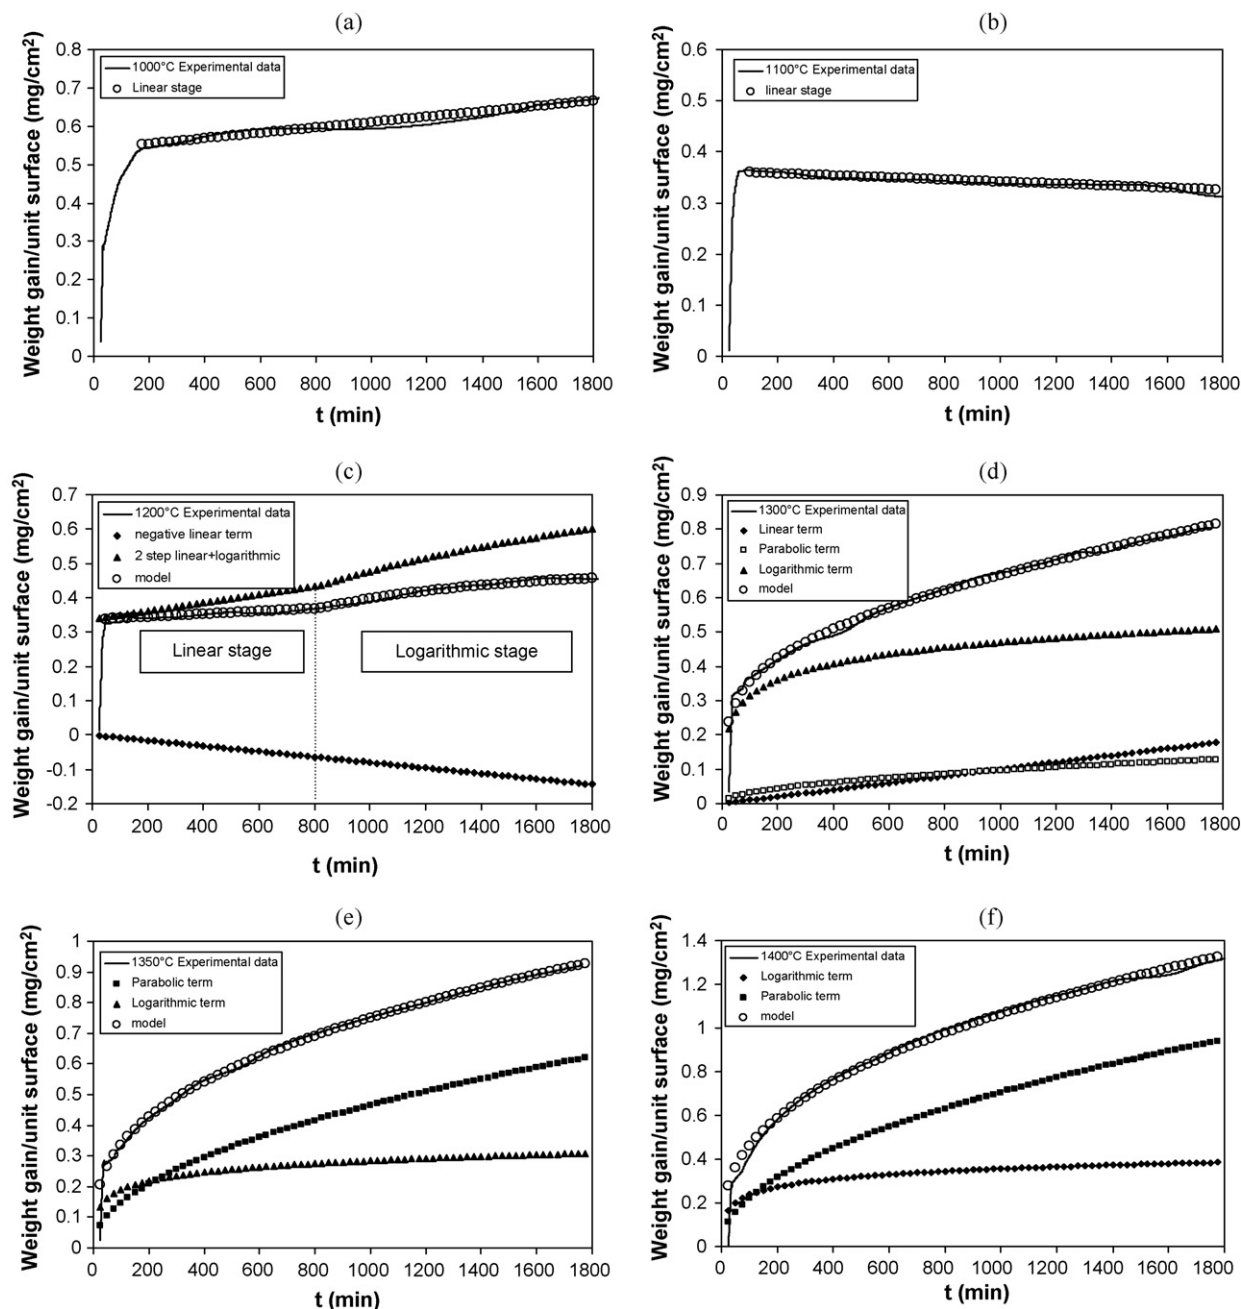 (a)
Weight gain/unit surface (mg/cm²)
0.8
0.7
0.6
0.5
0.4
0.3
0.2
0.1
0
1000°C Experimental data
Linear stage
0 200 400 600 800 1000 1200 1400 1600 1800
t (min)
(b)
Weight gain/unit surface (mg/cm²)
0.6
0.5
0.4
0.3
0.2
0.1
0
1100°C Experimental data
linear stage
0 200 400 600 800 1000 1200 1400 1600 1800
t (min)
(c)
Weight gain/unit surface (mg/cm²)
0.7
0.6
0.5
0.4
0.3
0.2
0.1
0
-0.1
-0.2
1200°C Experimental data
negative linear term
2 step linear+logarithmic
model
Linear stage
Logarithmic stage
0 200 400 600 800 1000 1200 1400 1600 1800
t (min)
(d)
Weight gain/unit surface (mg/cm²)
0.9
0.8
0.7
0.6
0.5
0.4
0.3
0.2
0.1
0
1300°C Experimental data
Linear term
Parabolic term
Logarithmic term
model
0 200 400 600 800 1000 1200 1400 1600 1800
t (min)
(e)
Weight gain/unit surface (mg/cm²)
1
0.9
0.8
0.7
0.6
0.5
0.4
0.3
0.2
0.1
0
1350°C Experimental data
Parabolic term
Logarithmic term
model
0 200 400 600 800 1000 1200 1400 1600 1800
t (min)
(f)
Weight gain/unit surface (mg/cm²)
1.4
1.2
1
0.8
0.6
0.4
0.2
0
1400°C Experimental data
Logarithmic term
Parabolic term
model
0 200 400 600 800 1000 1200 1400 1600 1800
t (min)